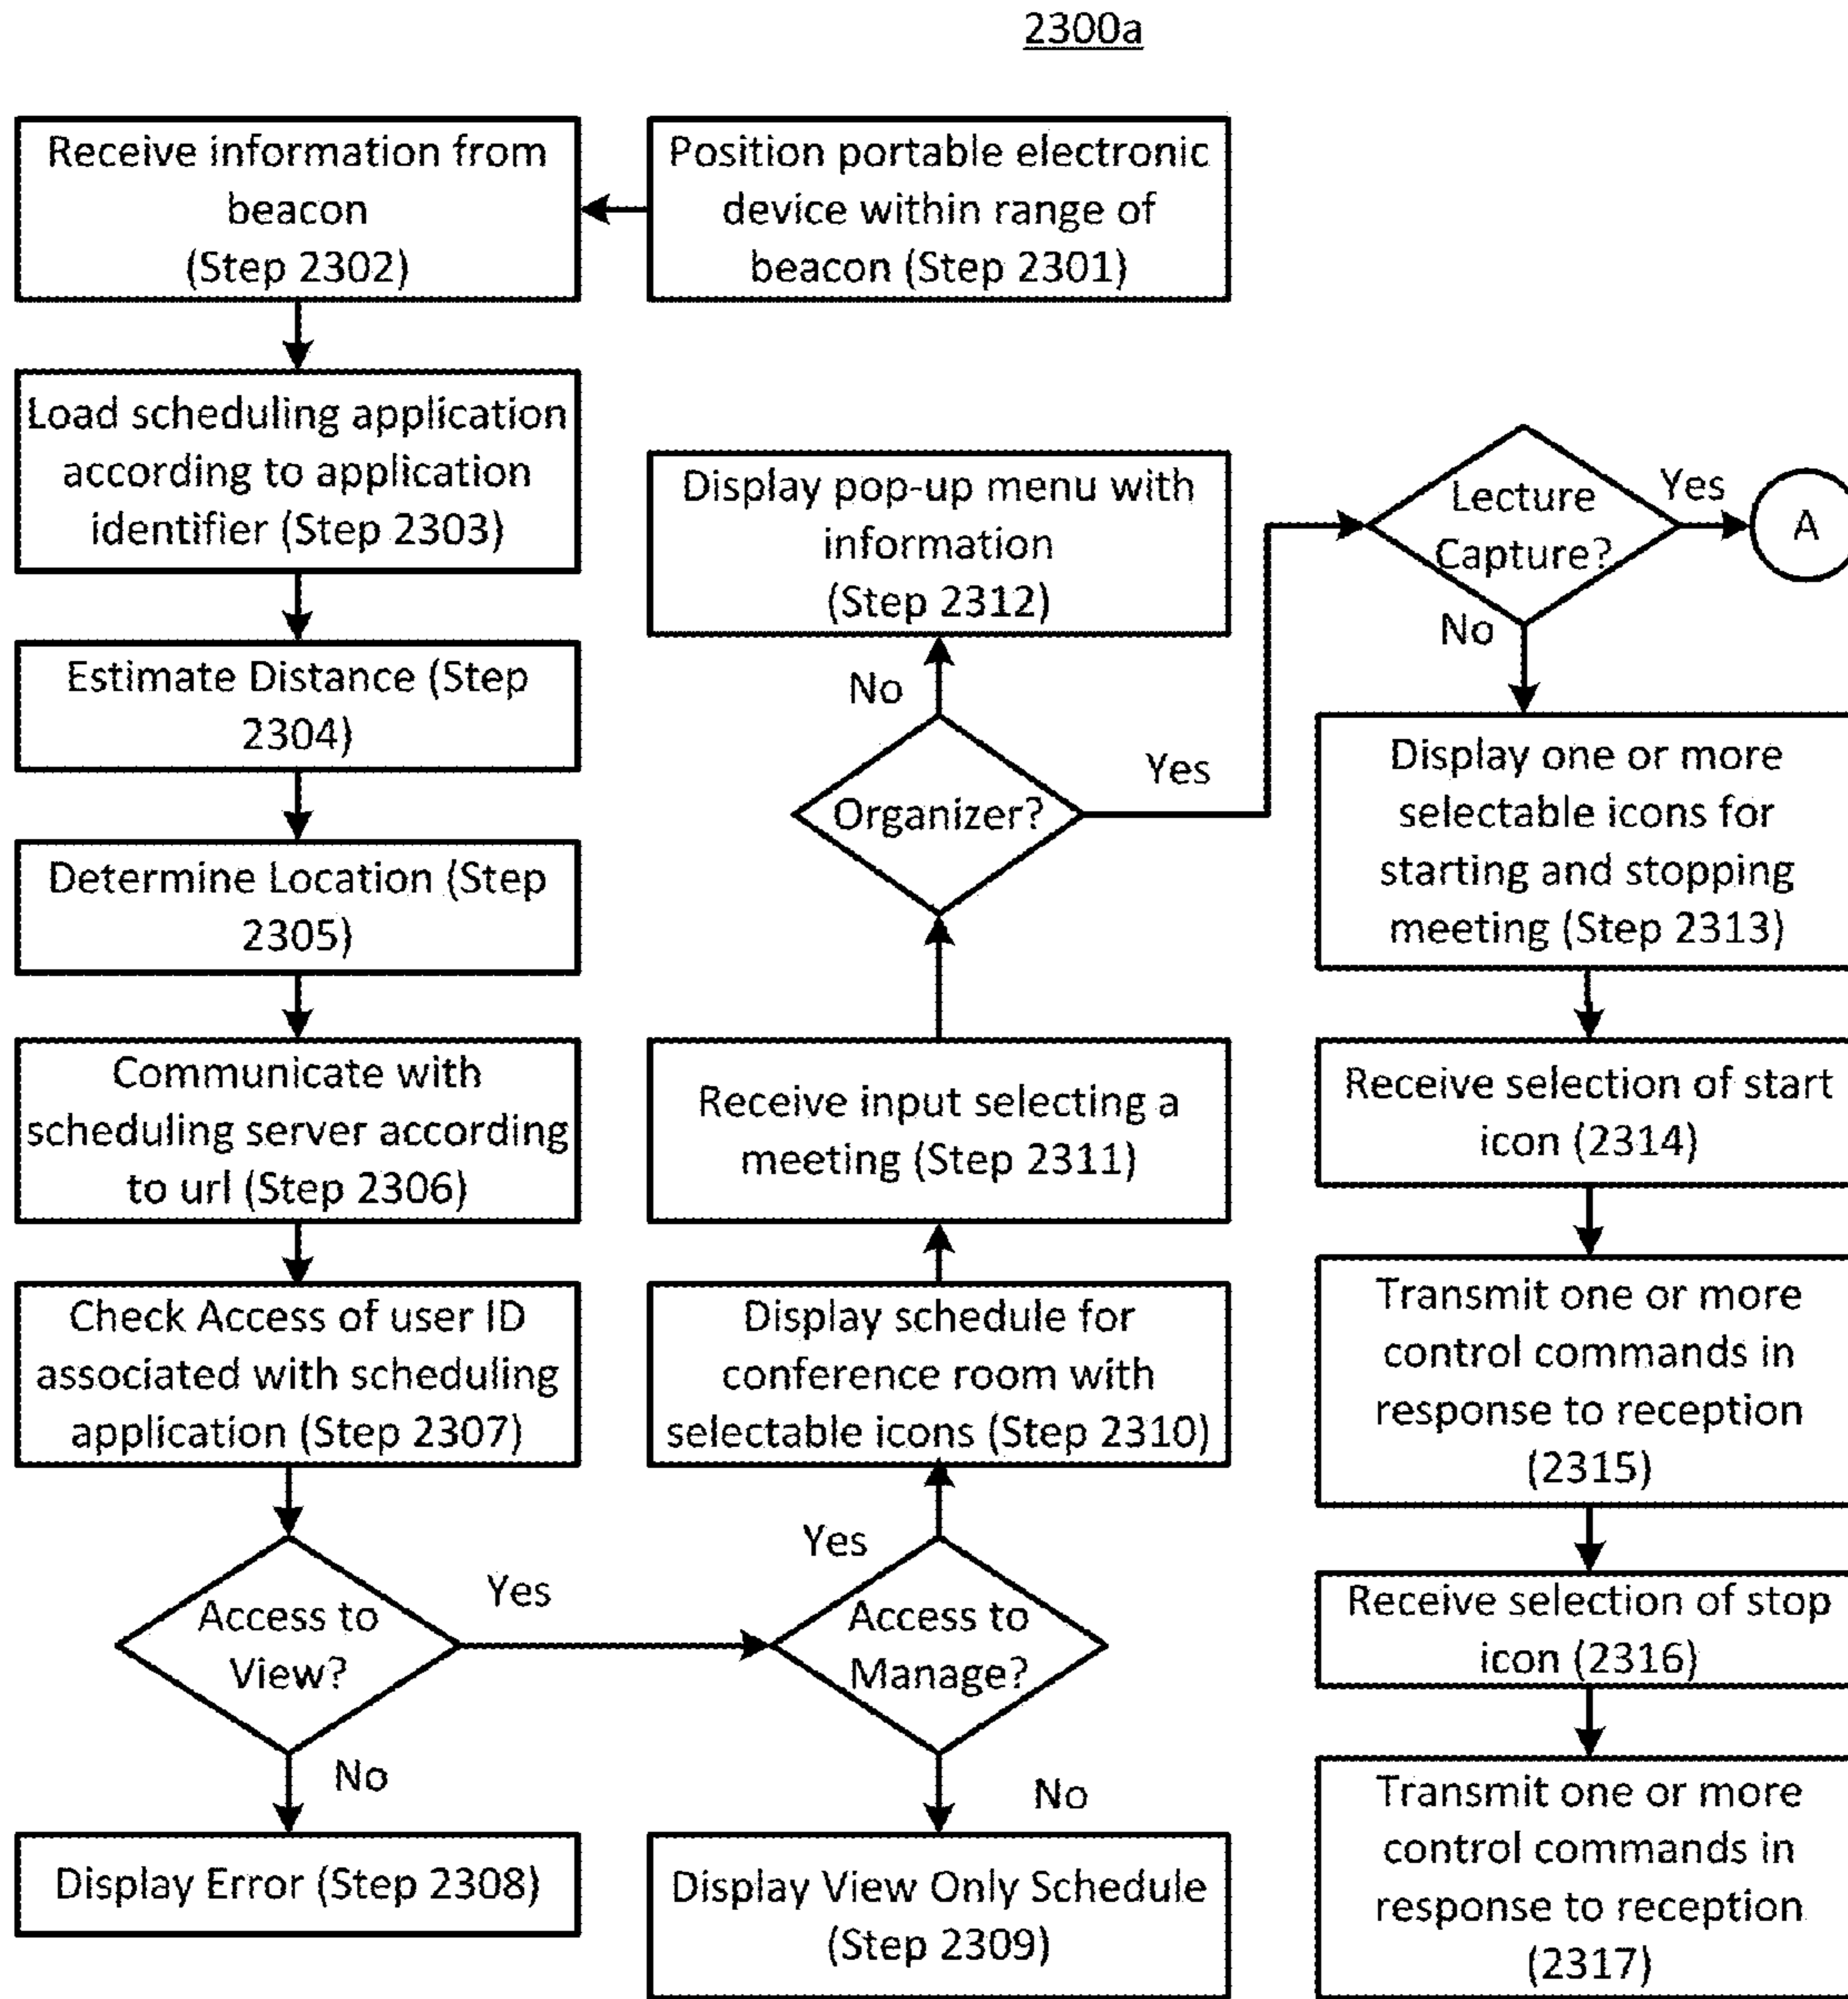 2300a
Position portable electronic
device within range of
beacon (Step 2301)
Receive information from
beacon
(Step 2302)
Load scheduling application
according to application
identifier (Step 2303)
Estimate Distance (Step
2304)
Determine Location (Step
2305)
Communicate with
scheduling server according
to url (Step 2306)
Check Access of user ID
associated with scheduling
application (Step 2307)
Access to
View?
Yes
No
Display Error (Step 2308)
Access to
Manage?
Yes
No
Display View Only Schedule
(Step 2309)
Display schedule for
conference room with
selectable icons (Step 2310)
Receive input selecting a
meeting (Step 2311)
Organizer?
No
Yes
Display pop-up menu with
information
(Step 2312)
Lecture
Capture?
Yes
A
No
Display one or more
selectable icons for
starting and stopping
meeting (Step 2313)
Receive selection of start
icon (2314)
Transmit one or more
control commands in
response to reception
(2315)
Receive selection of stop
icon (2316)
Transmit one or more
control commands in
response to reception
(2317)